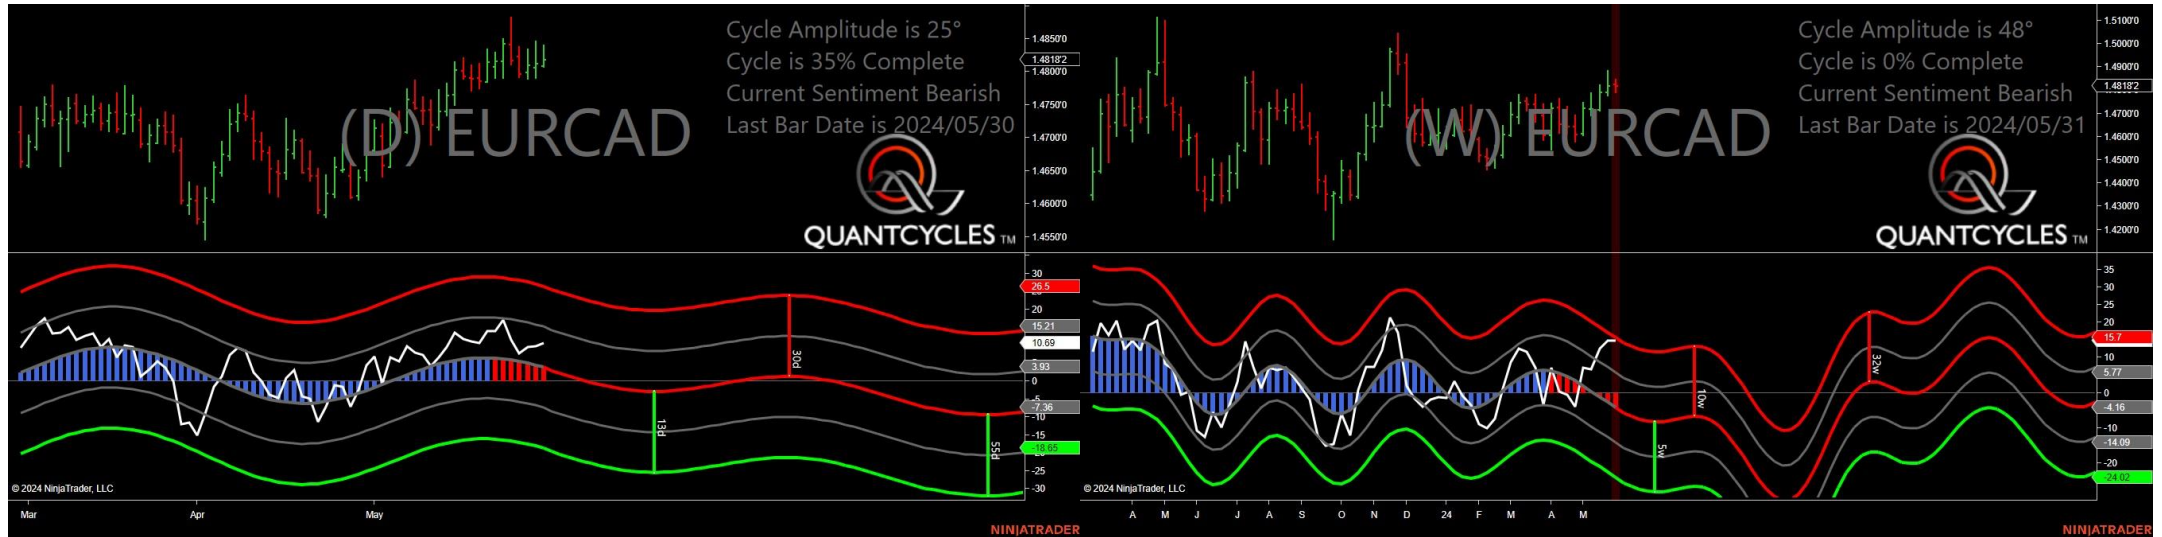 Cycle Amplitude is 25°
Cycle is 35% Complete
Current Sentiment Bearish
Last Bar Date is 2024/05/30
(D) EURCAD
QUANTCYCLES TM
1.4850'0
1.4818'2
1.4800'0
1.4750'0
1.4700'0
1.4650'0
1.4600'0
1.4550'0
30
26.5
20
15.21
10.69
3.93
0
-7.36
-10
-15
-18.65
-25
-30
30d
13d
55d
© 2024 NinjaTrader, LLC
Mar
Apr
May
NINJATRADER
Cycle Amplitude is 48°
Cycle is 0% Complete
Current Sentiment Bearish
Last Bar Date is 2024/05/31
(W) EURCAD
QUANTCYCLES TM
1.5100'0
1.5000'0
1.4900'0
1.4818'2
1.4700'0
1.4600'0
1.4500'0
1.4400'0
1.4300'0
1.4200'0
35
30
25
20
15.7
10
5.77
0
-4.16
-10
-14.09
-20
-24.02
10w
32w
5w
© 2024 NinjaTrader, LLC
A M J J A S O N D 24 F M A M
NINJATRADER